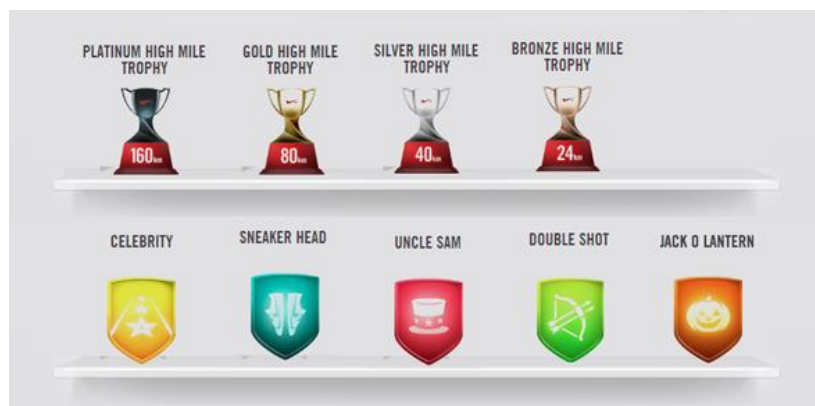 PLATINUM HIGH MILE
TROPHY
GOLD HIGH MILE
TROPHY
SILVER HIGH MILE
TROPHY
BRONZE HIGH MILE
TROPHY
160km
80km
40km
24km
CELEBRITY
SNEAKER HEAD
UNCLE SAM
DOUBLE SHOT
JACK O LANTERN